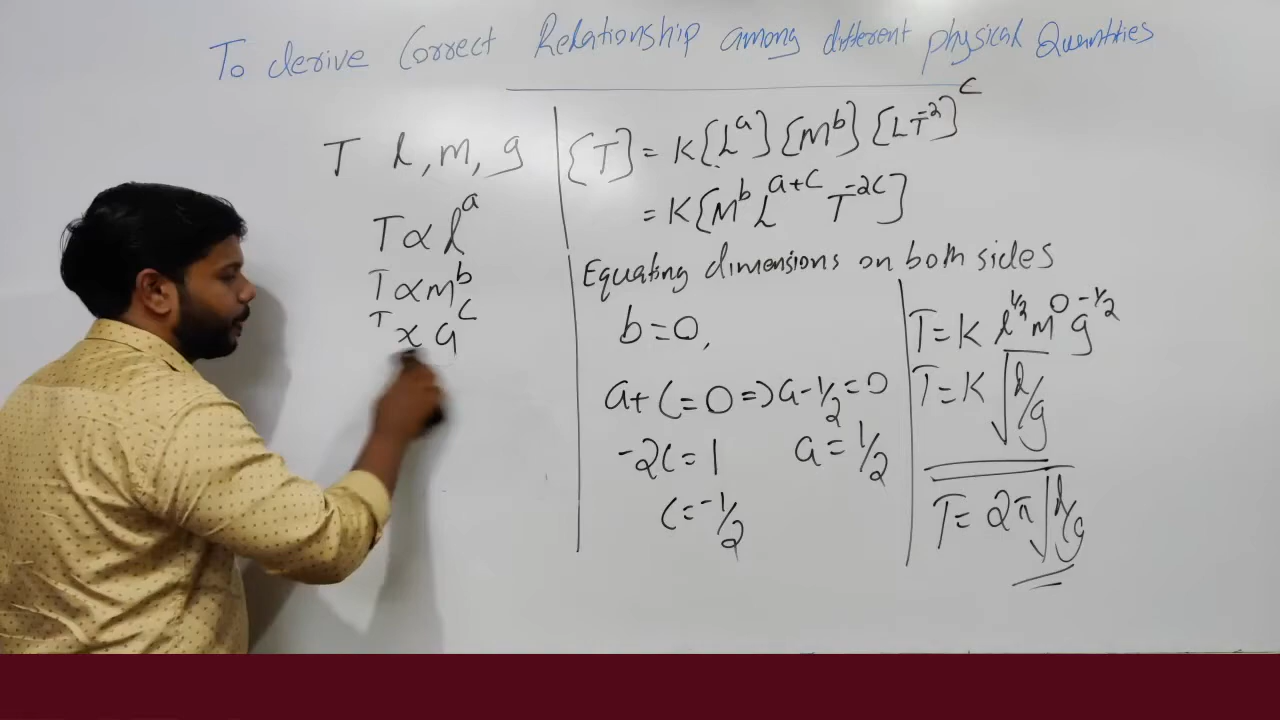 To derive Correct Relationship among different physical Quantities
T l, m, g
T ∝ l^a
T ∝ m^b
T ∝ g^c
[T] = K [L^a] [M^b] [LT^-2]^c
= K [M^b L^a+c T^-2c]
Equating dimensions on both sides
b = 0,
a + c = 0 => a - 1/2 = 0
-2c = 1 a = 1/2
c = -1/2
T = K l^1/2 m^0 g^-1/2
T = K √l/g
T = 2π √l/g